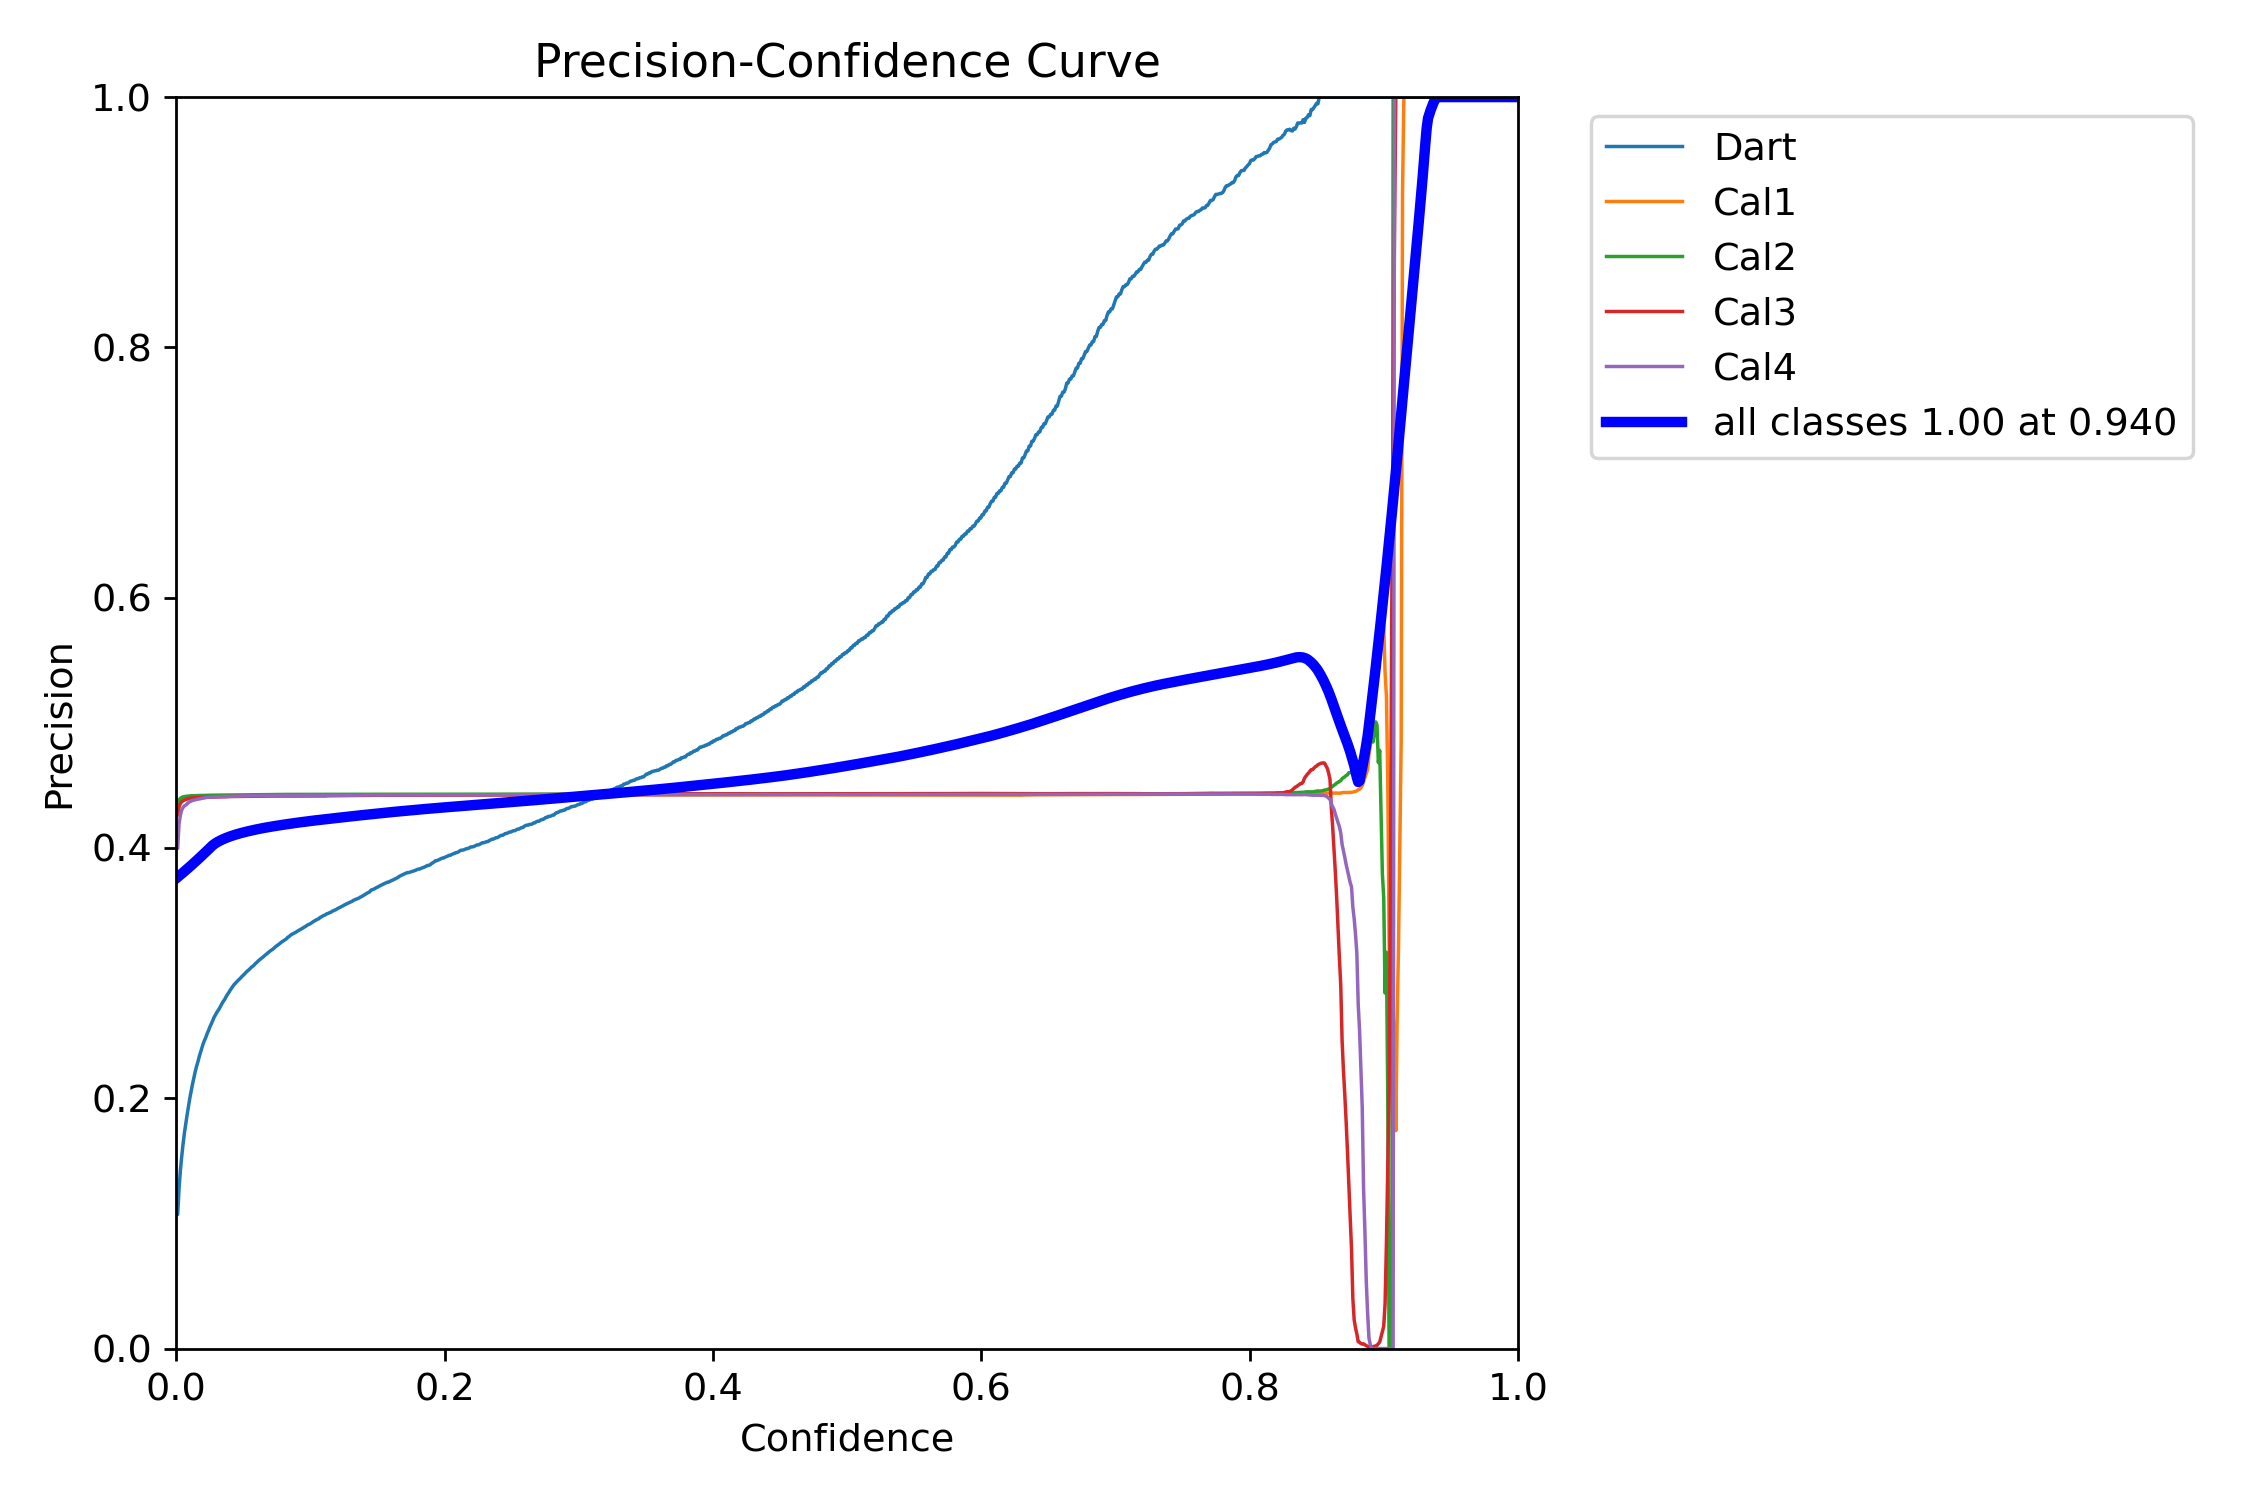 Precision-Confidence Curve
1.0
0.8
0.6
0.4
0.2
0.0
Precision
0.0 0.2 0.4 0.6 0.8 1.0
Confidence
Dart
Cal1
Cal2
Cal3
Cal4
all classes 1.00 at 0.940